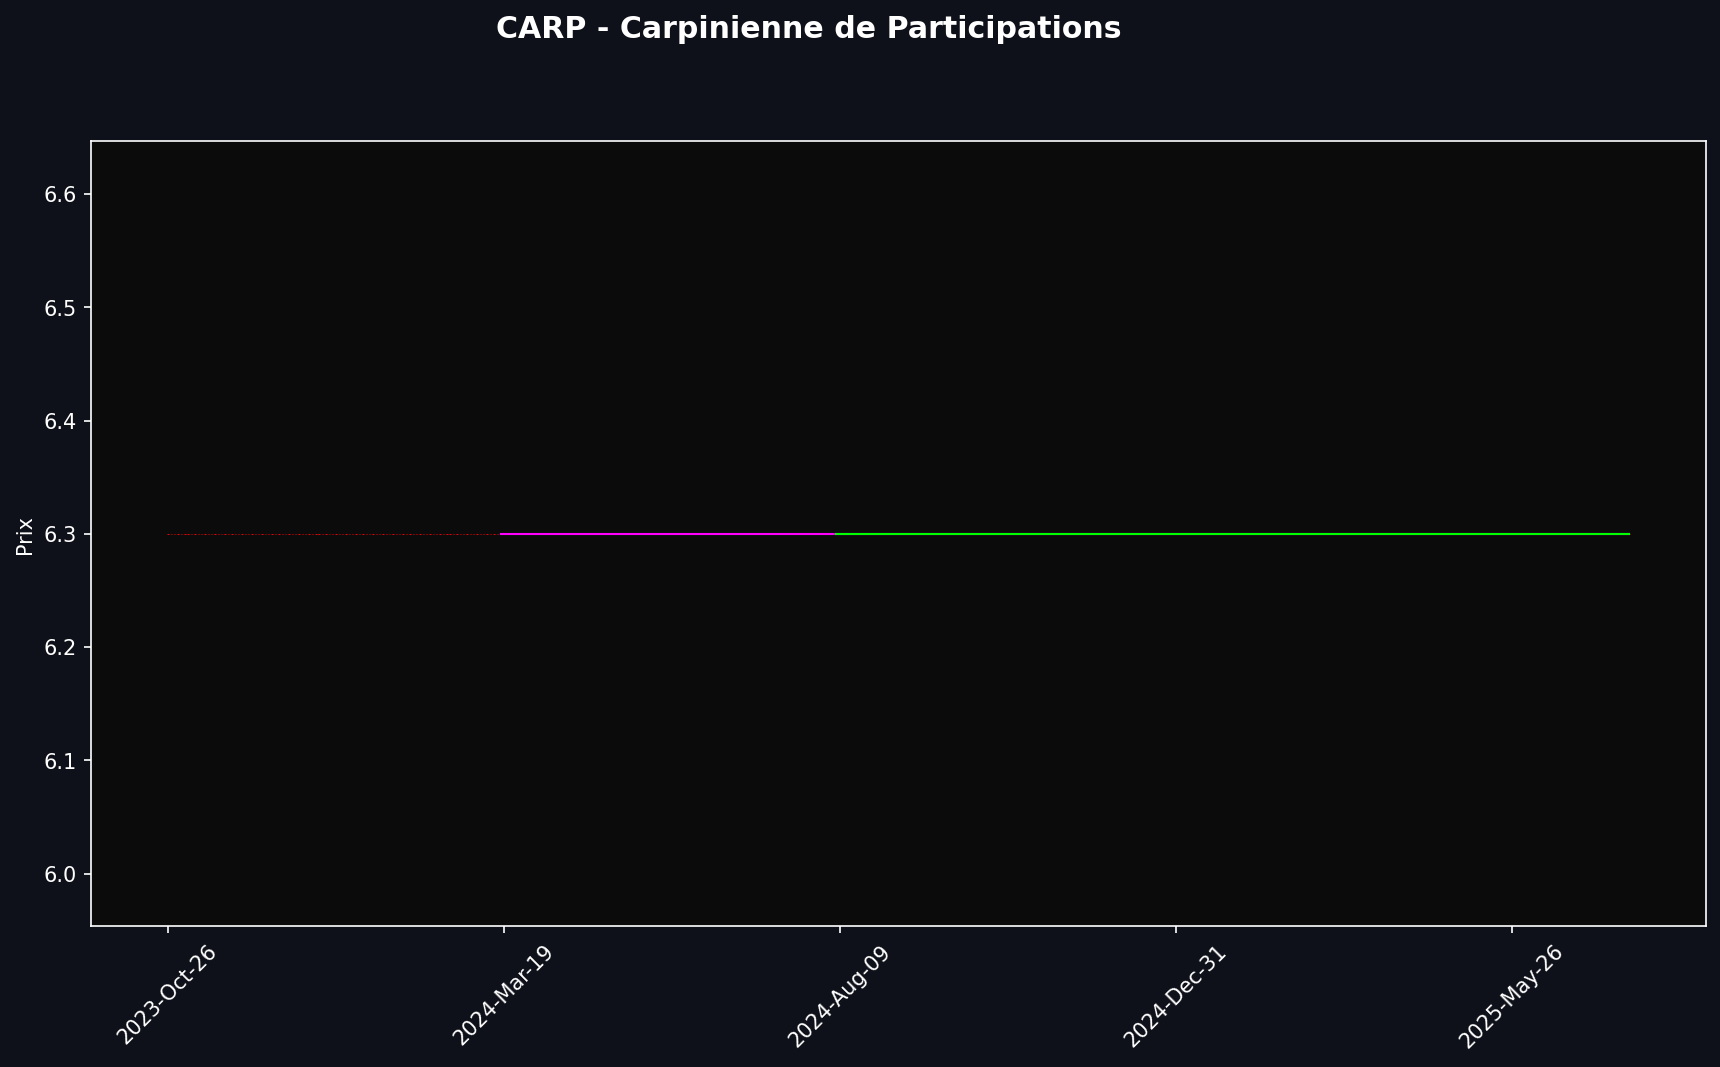 CARP - Carpinienne de Participations
6.6
6.5
6.4
6.3
6.2
6.1
6.0
Prix
2023-Oct-26
2024-Mar-19
2024-Aug-09
2024-Dec-31
2025-May-26